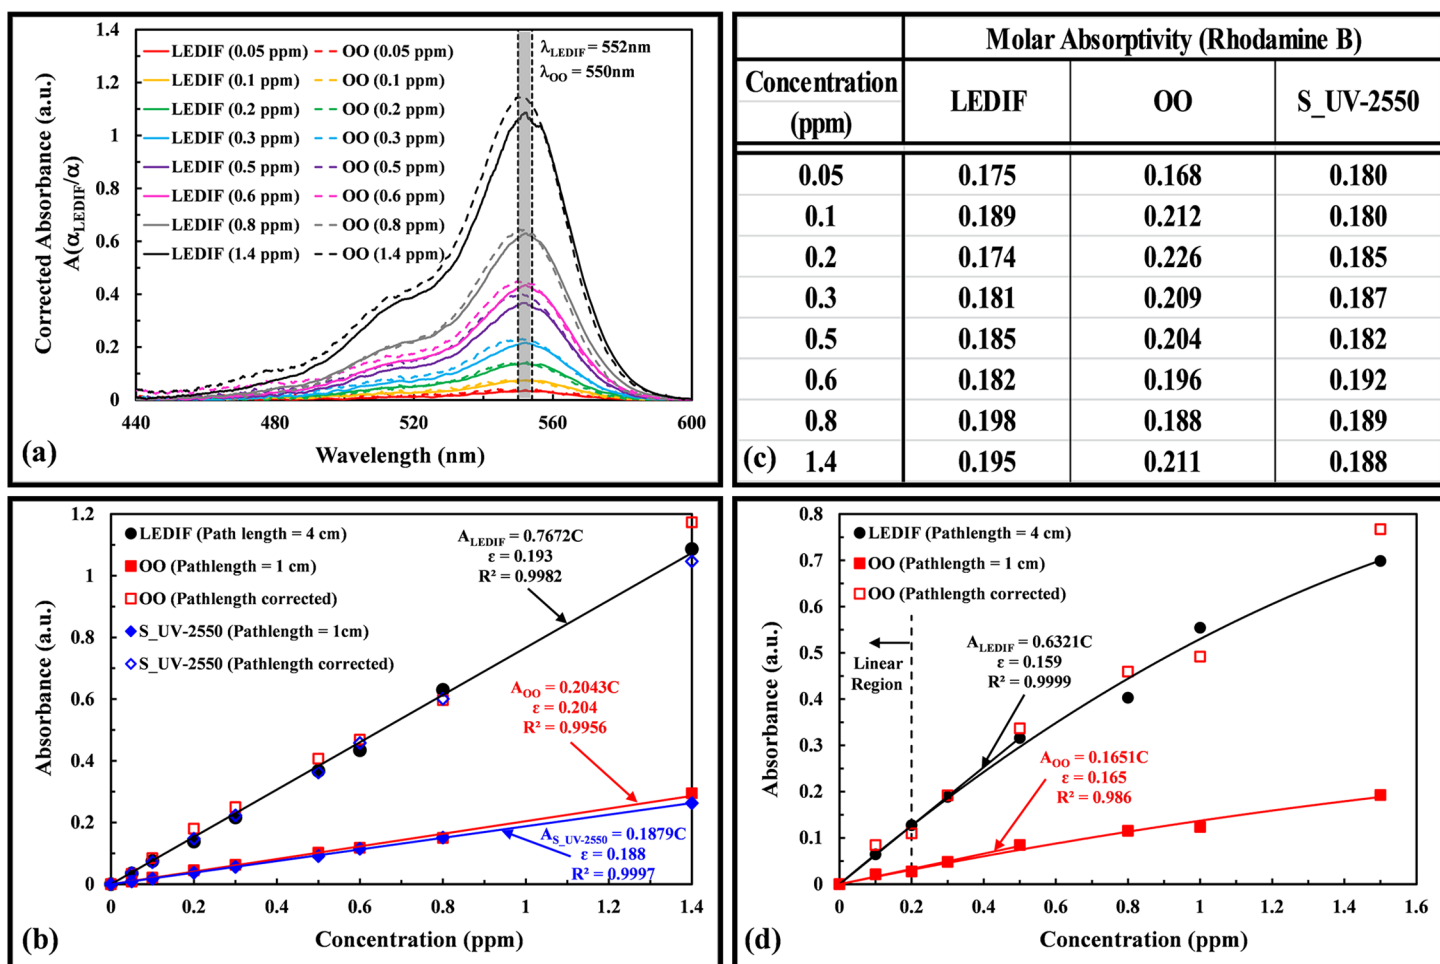 1.4
1.2
1
0.8
0.6
0.4
0.2
0
440
480
520
560
600
Corrected Absorbance (a.u.)
A(α_LEDIF/α)
Wavelength (nm)
LEDIF (0.05 ppm) OO (0.05 ppm)
LEDIF (0.1 ppm) OO (0.1 ppm)
LEDIF (0.2 ppm) OO (0.2 ppm)
LEDIF (0.3 ppm) OO (0.3 ppm)
LEDIF (0.5 ppm) OO (0.5 ppm)
LEDIF (0.6 ppm) OO (0.6 ppm)
LEDIF (0.8 ppm) OO (0.8 ppm)
LEDIF (1.4 ppm) OO (1.4 ppm)
λLEDIF = 552nm
λOO = 550nm
(a)
Molar Absorptivity (Rhodamine B)
Concentration (ppm) LEDIF OO S_UV-2550
0.05 0.175 0.168 0.180
0.1 0.189 0.212 0.180
0.2 0.174 0.226 0.185
0.3 0.181 0.209 0.187
0.5 0.185 0.204 0.182
0.6 0.182 0.196 0.192
0.8 0.198 0.188 0.189
1.4 0.195 0.211 0.188
(c)
1.2
1
0.8
0.6
0.4
0.2
0
0 0.2 0.4 0.6 0.8 1 1.2 1.4
Absorbance (a.u.)
Concentration (ppm)
LEDIF (Path length = 4 cm)
OO (Pathlength = 1 cm)
OO (Pathlength corrected)
S_UV-2550 (Pathlength = 1cm)
S_UV-2550 (Pathlength corrected)
ALEDIF = 0.7672C
ε = 0.193
R² = 0.9982
AOO = 0.2043C
ε = 0.204
R² = 0.9956
AS_UV-2550 = 0.1879C
ε = 0.188
R² = 0.9997
(b)
0.8
0.7
0.6
0.5
0.4
0.3
0.2
0.1
0
0 0.2 0.4 0.6 0.8 1 1.2 1.4 1.6
Absorbance (a.u.)
Concentration (ppm)
LEDIF (Pathlength = 4 cm)
OO (Pathlength = 1 cm)
OO (Pathlength corrected)
Linear
Region
ALEDIF = 0.6321C
ε = 0.159
R² = 0.9999
AOO = 0.1651C
ε = 0.165
R² = 0.986
(d)